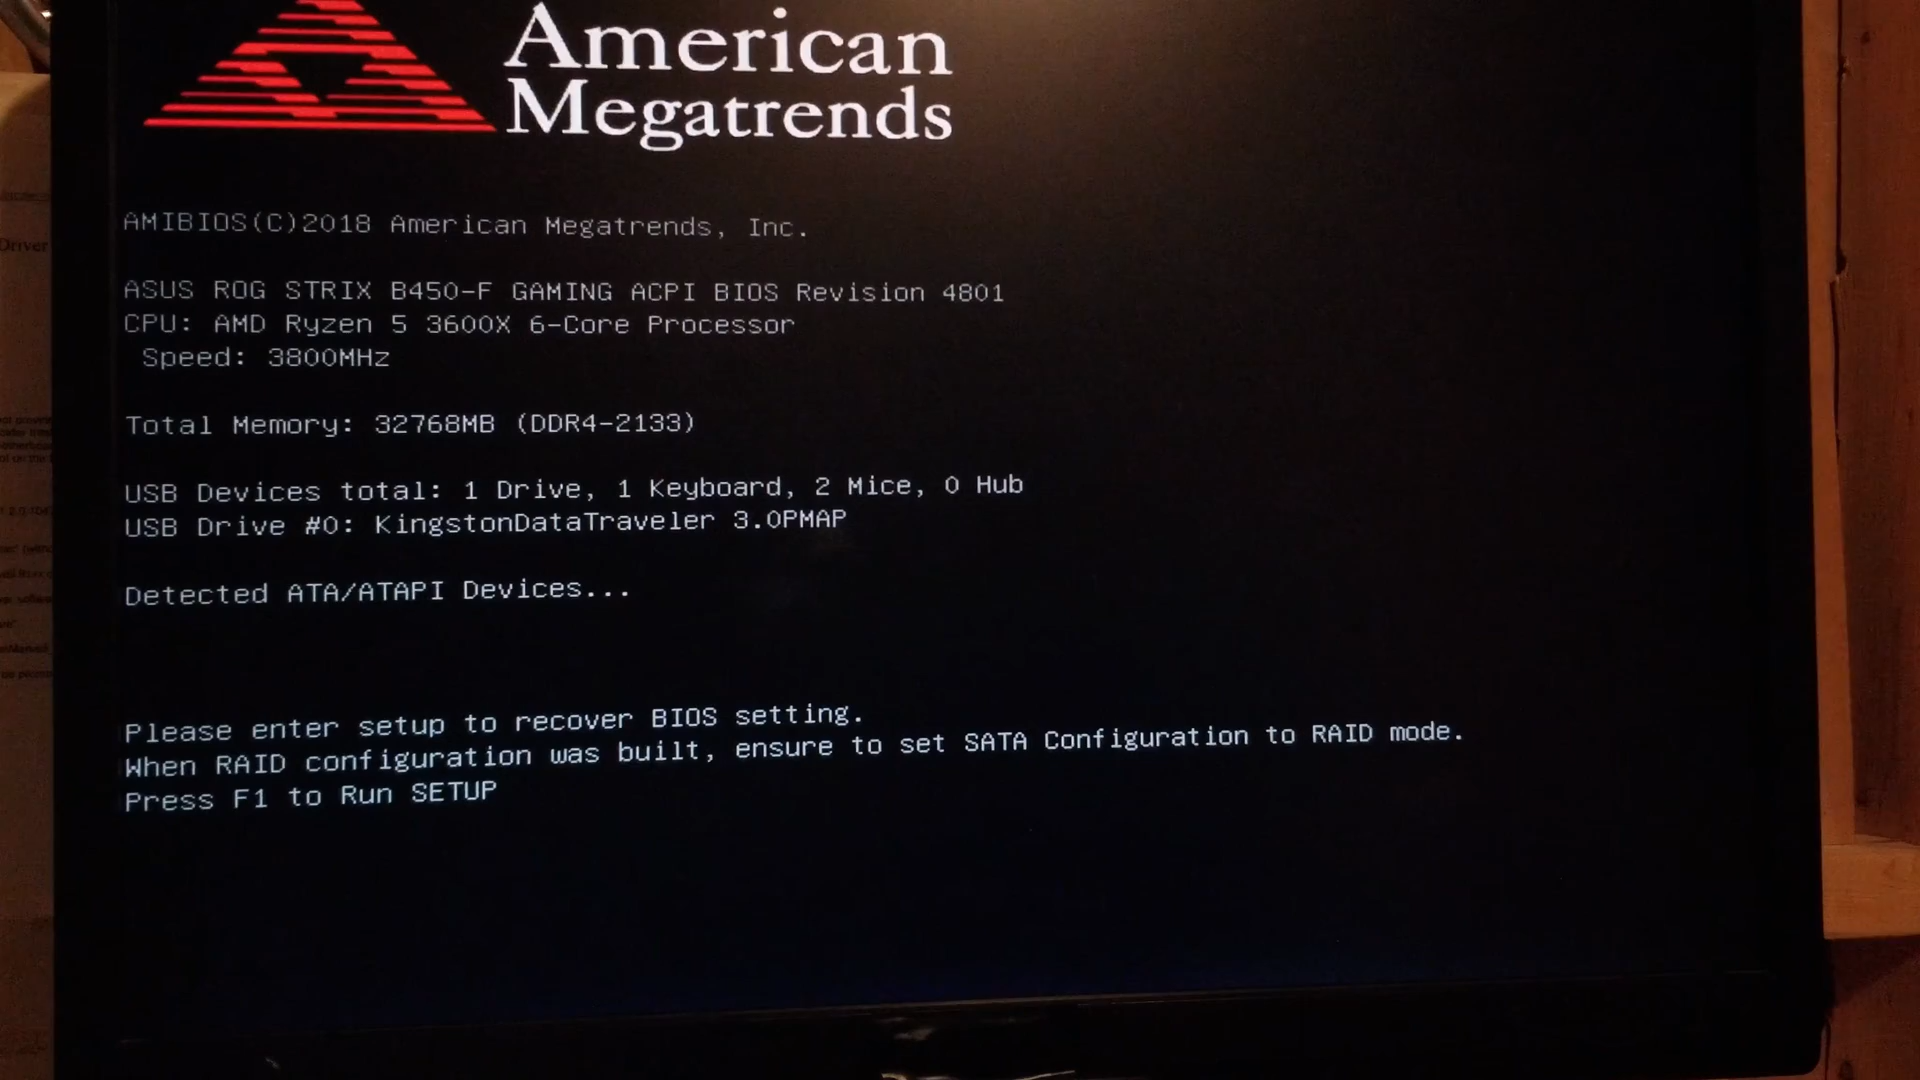 American
Megatrends
AMIBIOS(C)2018 American Megatrends, Inc.
ASUS ROG STRIX B450-F GAMING ACPI BIOS Revision 4801
CPU: AMD Ryzen 5 3600X 6-Core Processor
Speed: 3800MHz
Total Memory: 32768MB (DDR4-2133)
USB Devices total: 1 Drive, 1 Keyboard, 2 Mice, 0 Hub
USB Drive #0: KingstonDataTraveler 3.0PMAP
Detected ATA/ATAPI Devices...
Please enter setup to recover BIOS setting.
When RAID configuration was built, ensure to set SATA Configuration to RAID mode.
Press F1 to Run SETUP
Driver